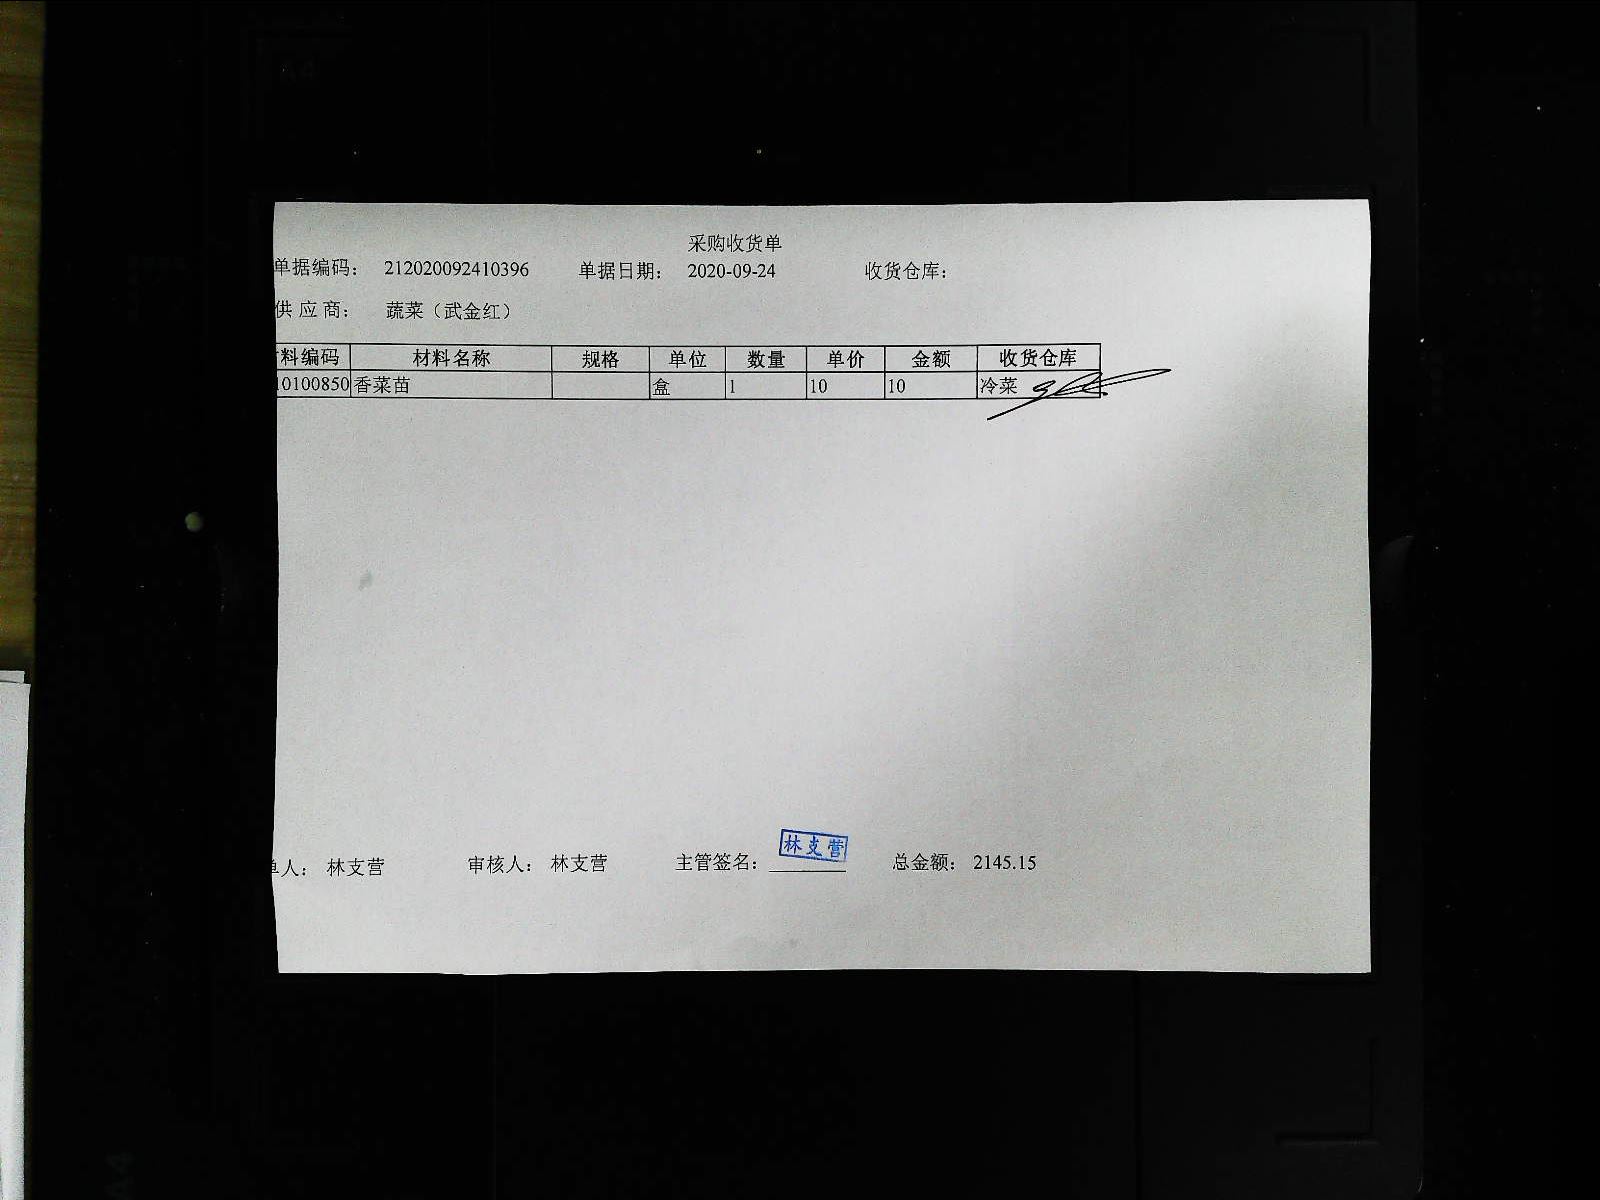 采购收货单
单据编码: 212020092410396 单据日期: 2020-09-24 收货仓库:
供应商: 蔬菜（武金红）
料编码 材料名称 规格 单位 数量 单价 金额 收货仓库
10100850 香菜苗 盒 1 10 10 冷菜
单人: 林支营 审核人: 林支营 主管签名: 林支营 总金额: 2145.15